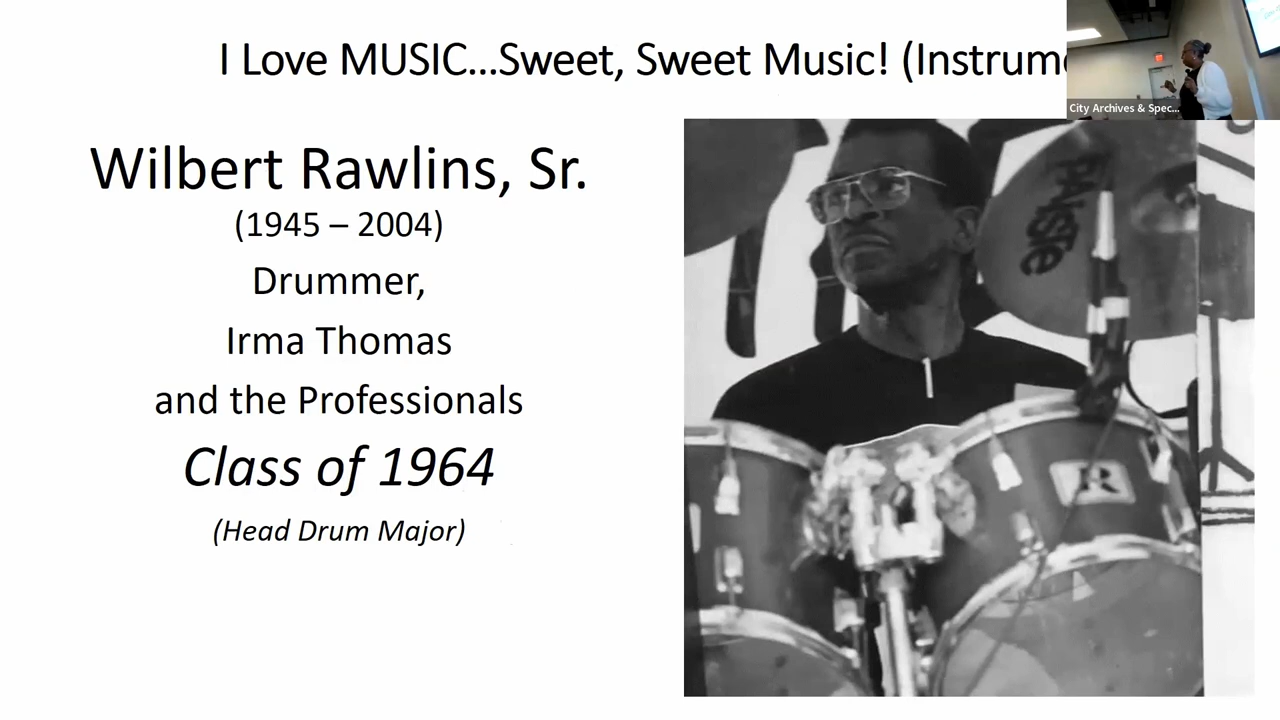 I Love MUSIC...Sweet, Sweet Music! (Instrume
City Archives & Spec...
Wilbert Rawlins, Sr.
(1945 – 2004)
Drummer,
Irma Thomas
and the Professionals
Class of 1964
(Head Drum Major)
PAISTE
R